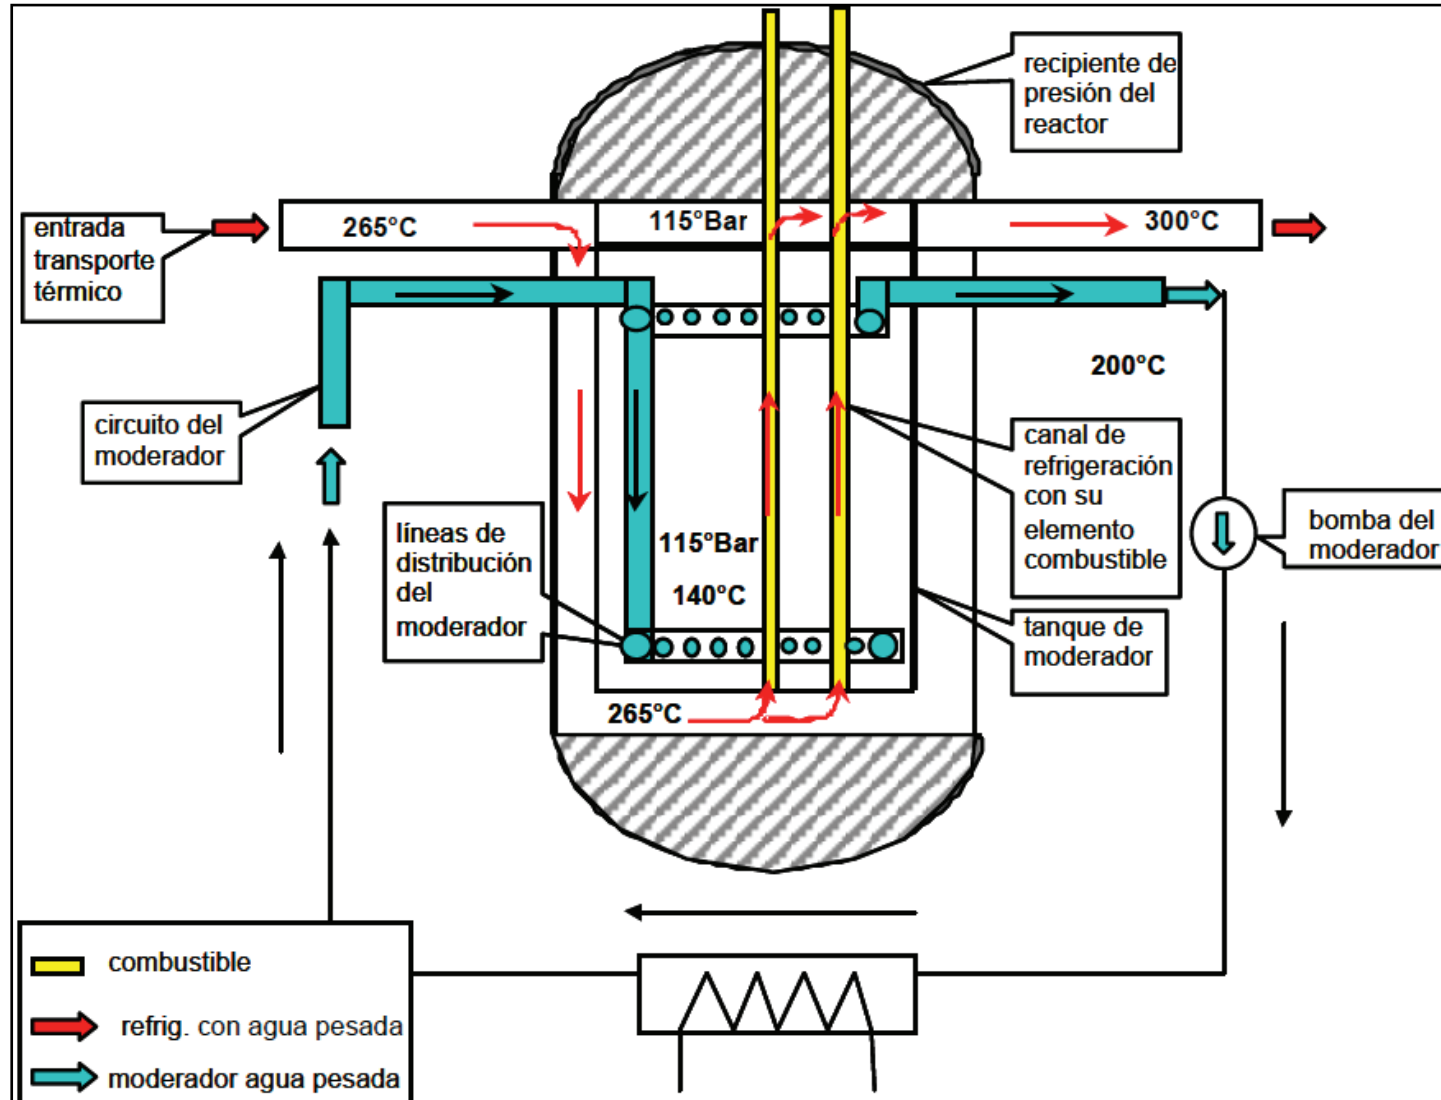 recipiente de
presión del
reactor
entrada
transporte
térmico
265°C
115°Bar
300°C
200°C
circuito del
moderador
canal de
refrigeración
con su
elemento
combustible
líneas de
distribución
del
moderador
115°Bar
140°C
bomba del
moderador
tanque de
moderador
265°C
combustible
refrig. con agua pesada
moderador agua pesada